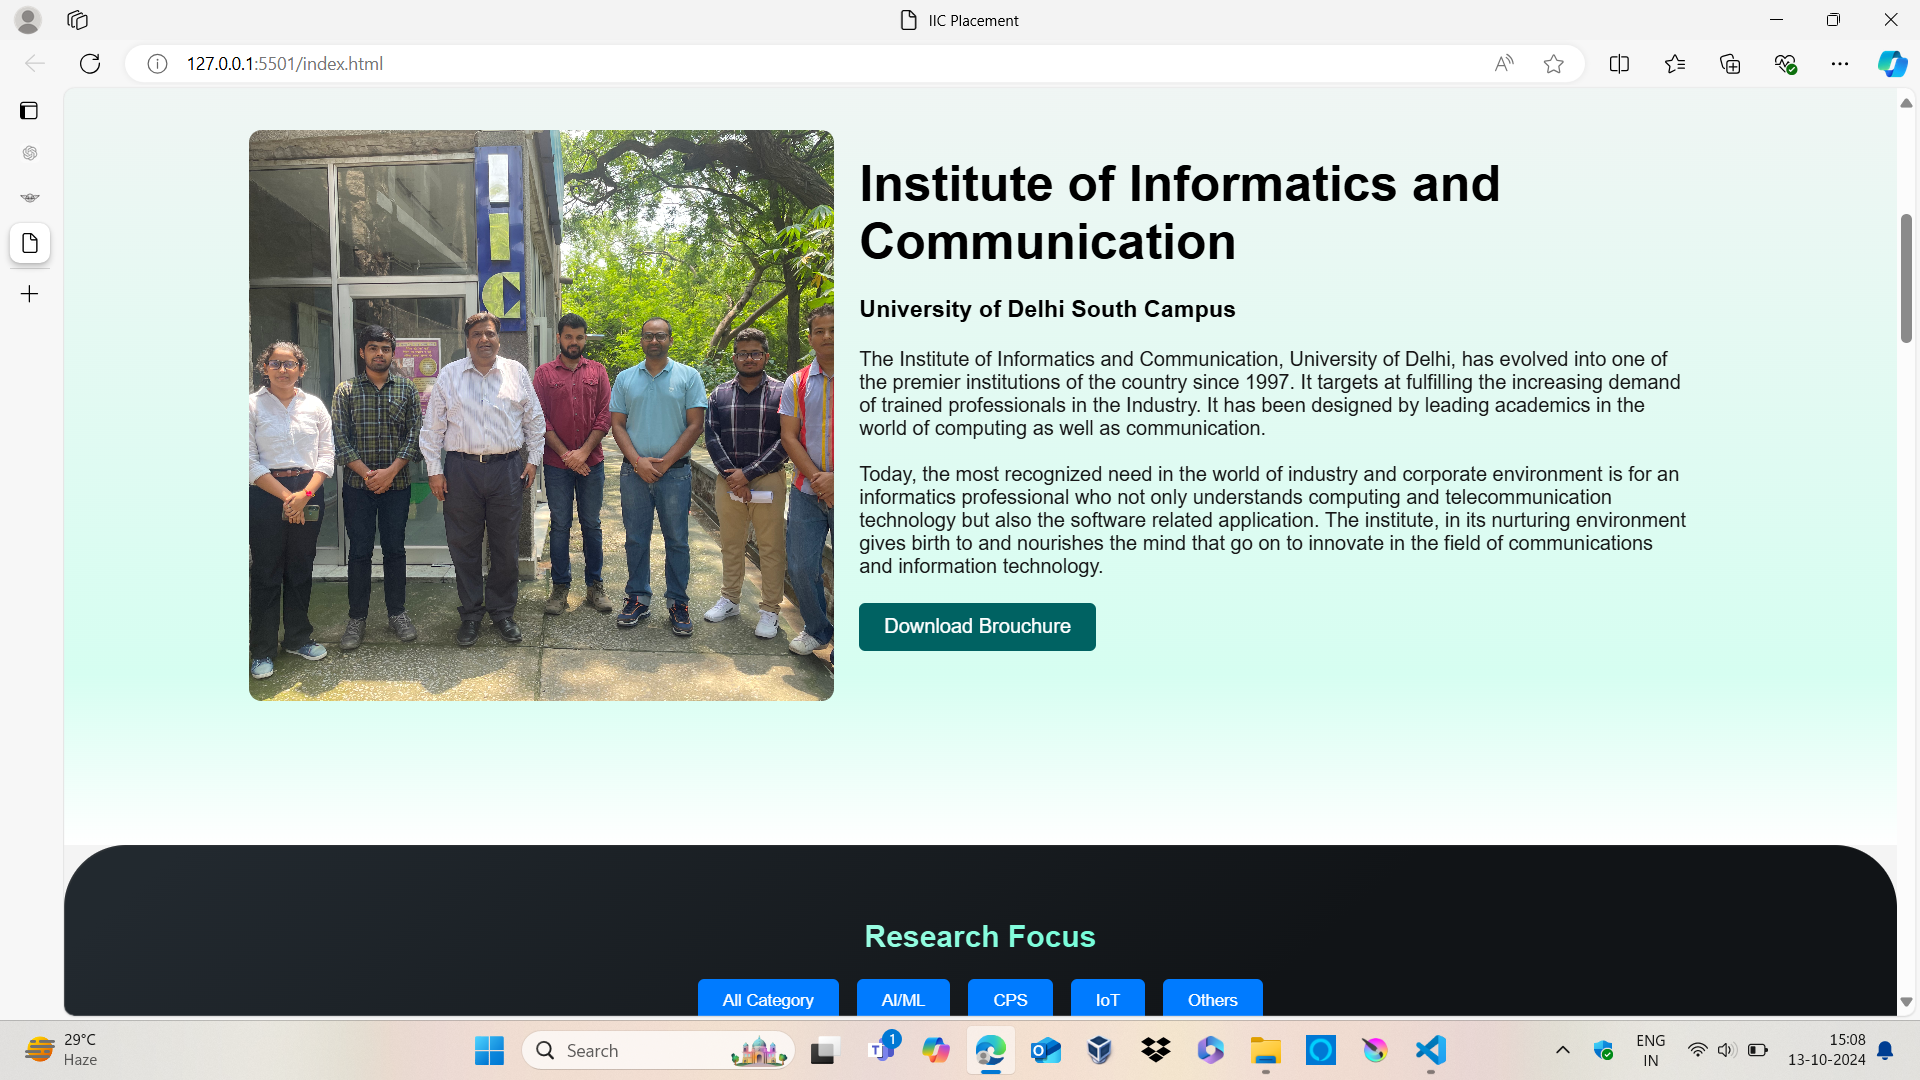 IIC Placement
127.0.0.1:5501/index.html
IIC
Institute of Informatics and
Communication
University of Delhi South Campus
The Institute of Informatics and Communication, University of Delhi, has evolved into one of
the premier institutions of the country since 1997. It targets at fulfilling the increasing demand
of trained professionals in the Industry. It has been designed by leading academics in the
world of computing as well as communication.
Today, the most recognized need in the world of industry and corporate environment is for an
informatics professional who not only understands computing and telecommunication
technology but also the software related application. The institute, in its nurturing environment
gives birth to and nourishes the mind that go on to innovate in the field of communications
and information technology.
Download Brouchure
Research Focus
All Category AI/ML CPS IoT Others
29°C
Haze
Search
1
ENG
IN
15:08
13-10-2024